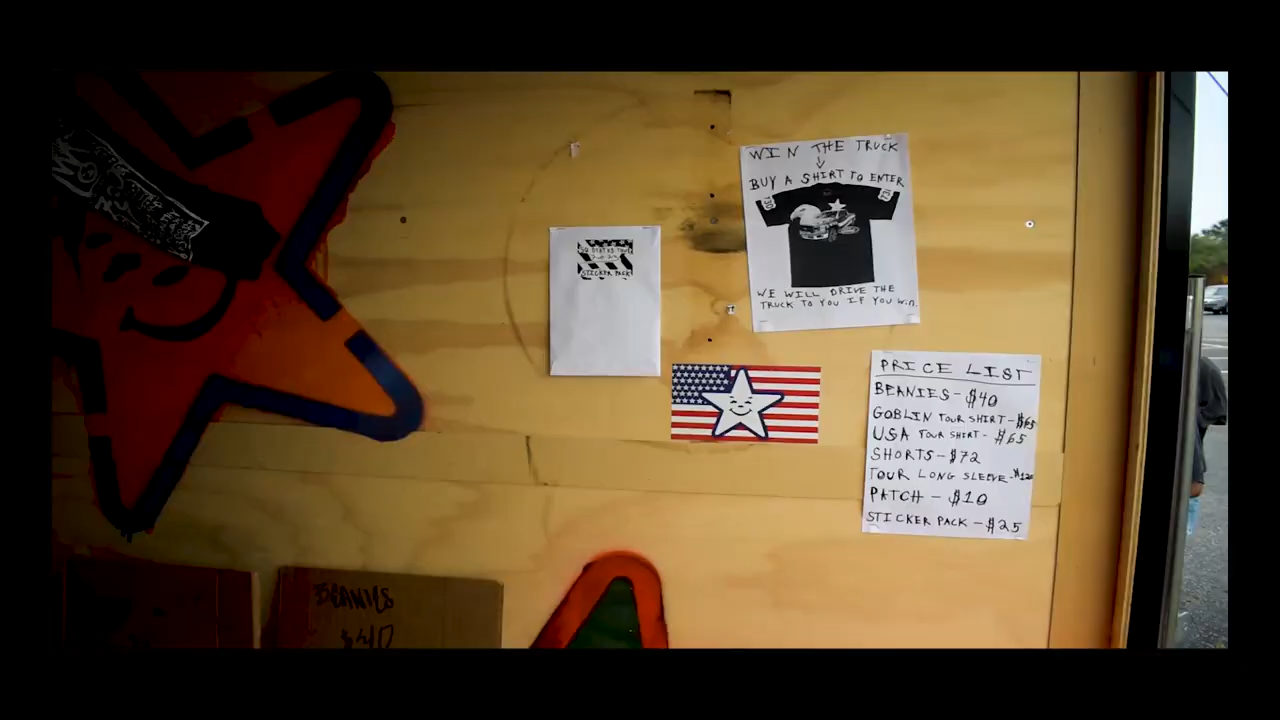 WIN THE TRUCK
BUY A SHIRT TO ENTER
WE WILL DRIVE THE
TRUCK TO YOU IF YOU WIN.
STICKER PACK
PRICE LIST
BEANIES - $40
GOBLIN TOUR SHIRT - $65
USA TOUR SHIRT - $65
SHORTS - $72
TOUR LONG SLEEVE - $120
PATCH - $10
STICKER PACK - $25
BEANIES
$40